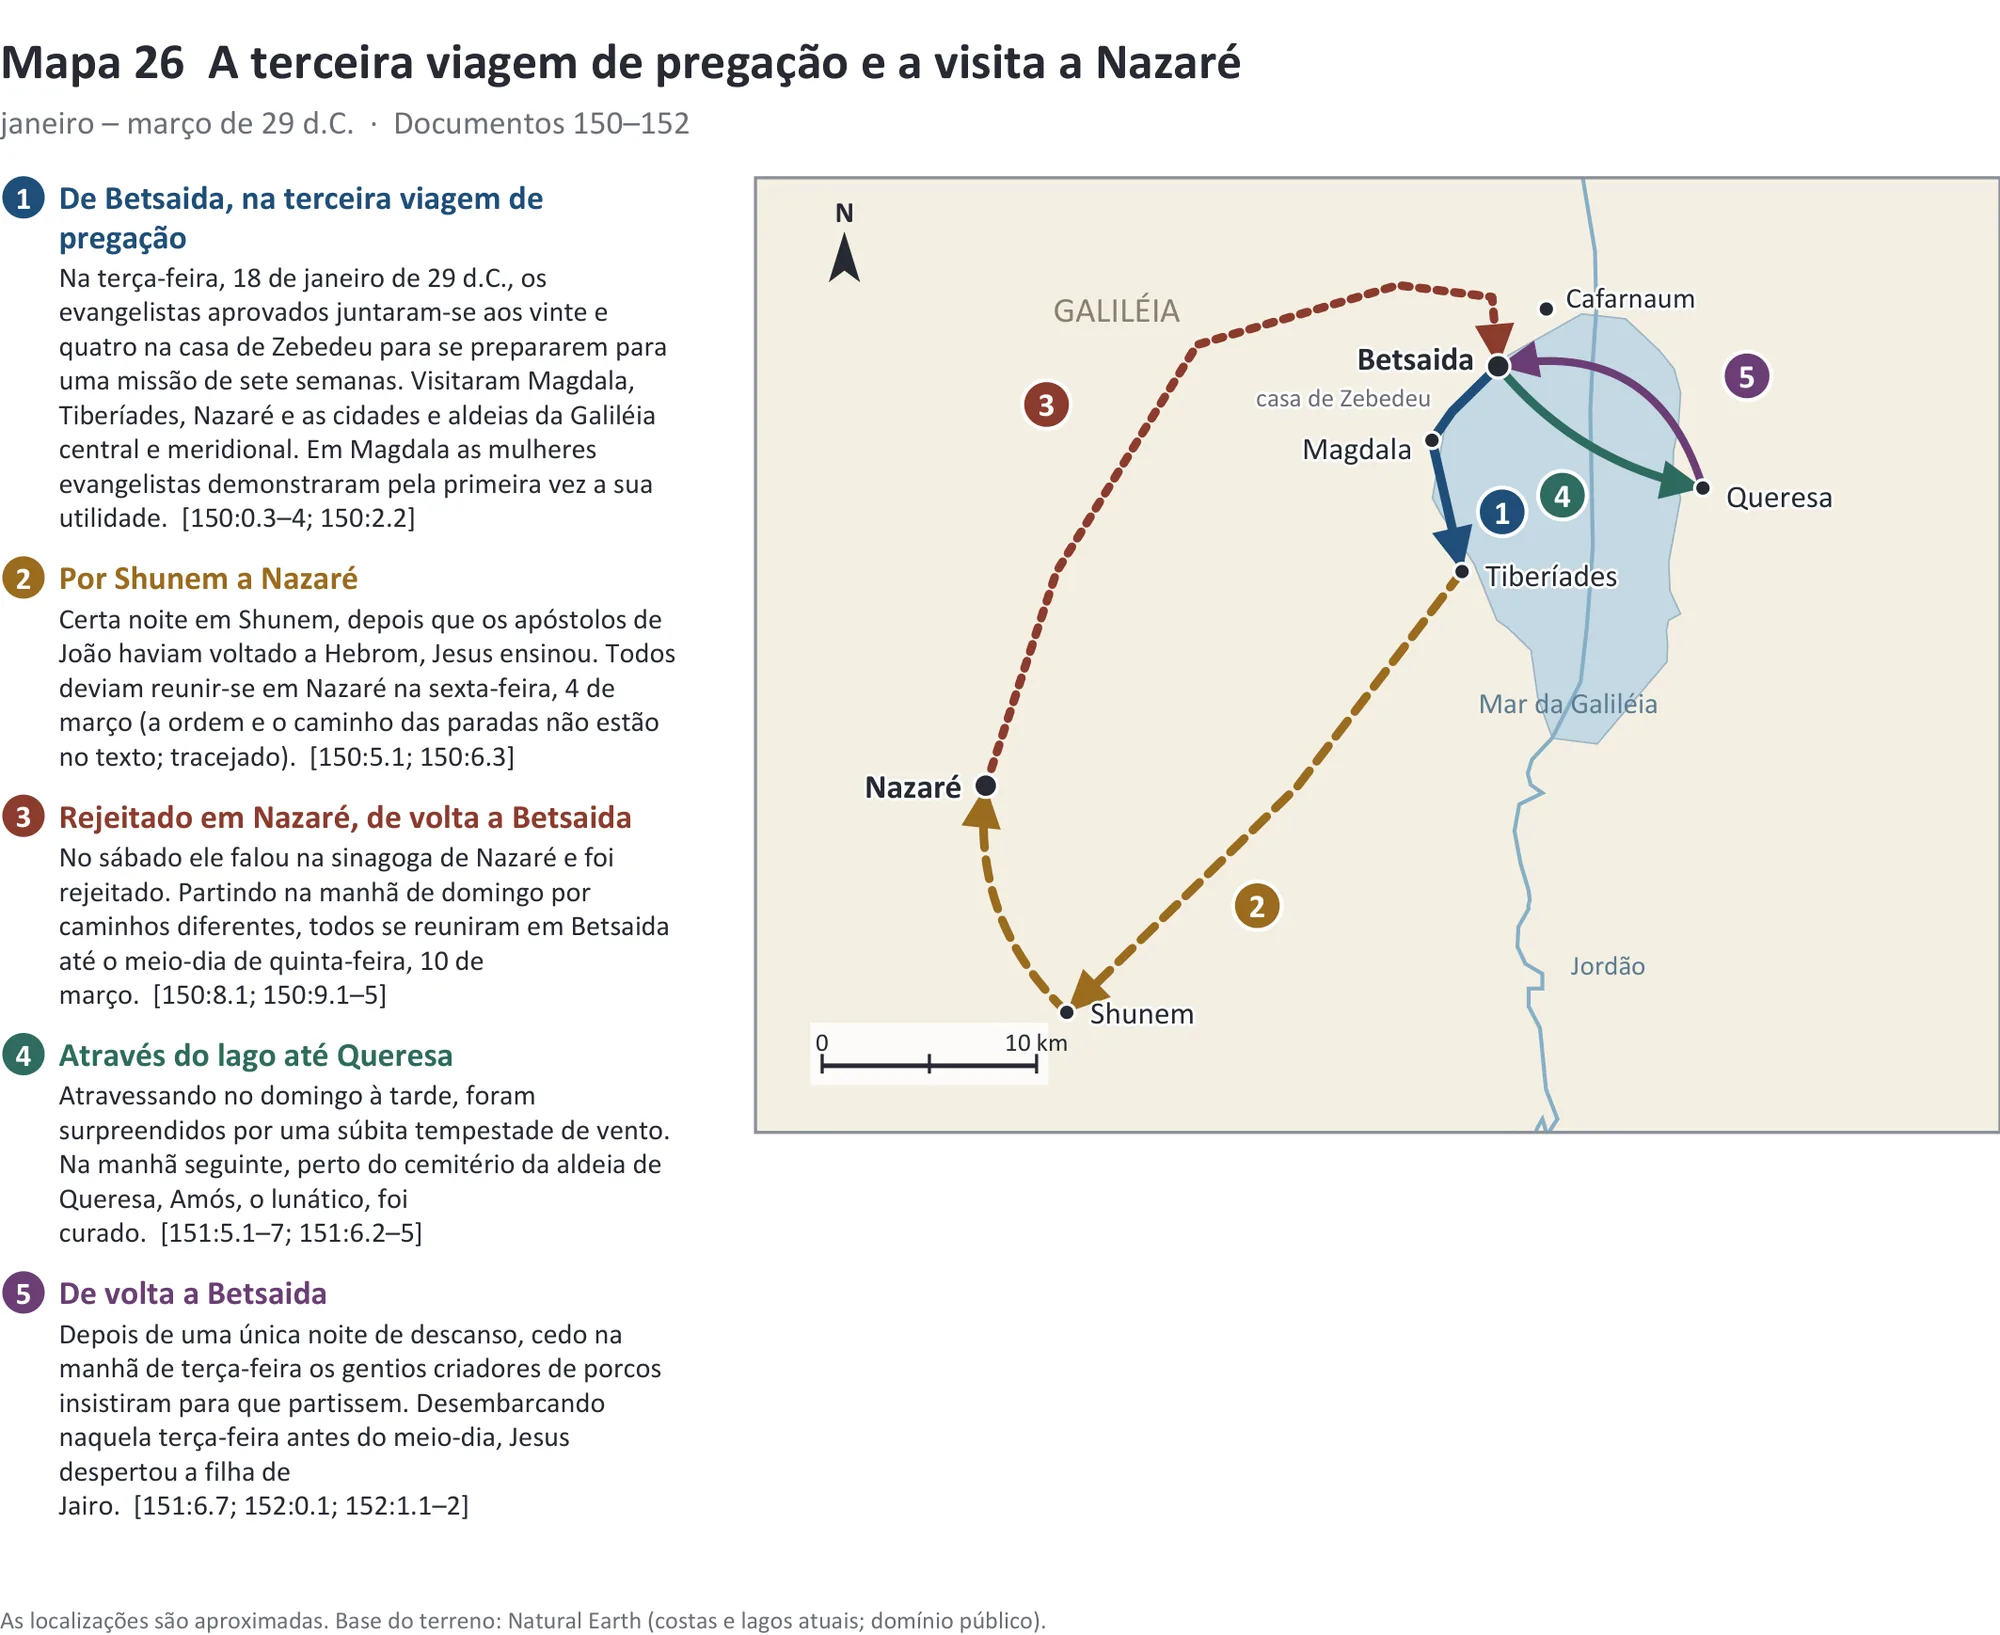 Mapa 26  A terceira viagem de pregação e a visita a Nazaré
janeiro – março de 29 d.C.  ·  Documentos 150–152
1 De Betsaida, na terceira viagem de
pregação
Na terça-feira, 18 de janeiro de 29 d.C., os
evangelistas aprovados juntaram-se aos vinte e
quatro na casa de Zebedeu para se prepararem para
uma missão de sete semanas. Visitaram Magdala,
Tiberíades, Nazaré e as cidades e aldeias da Galiléia
central e meridional. Em Magdala as mulheres
evangelistas demonstraram pela primeira vez a sua
utilidade.  [150:0.3–4; 150:2.2]
2 Por Shunem a Nazaré
Certa noite em Shunem, depois que os apóstolos de
João haviam voltado a Hebrom, Jesus ensinou. Todos
deviam reunir-se em Nazaré na sexta-feira, 4 de
março (a ordem e o caminho das paradas não estão
no texto; tracejado).  [150:5.1; 150:6.3]
3 Rejeitado em Nazaré, de volta a Betsaida
No sábado ele falou na sinagoga de Nazaré e foi
rejeitado. Partindo na manhã de domingo por
caminhos diferentes, todos se reuniram em Betsaida
até o meio-dia de quinta-feira, 10 de
março.  [150:8.1; 150:9.1–5]
4 Através do lago até Queresa
Atravessando no domingo à tarde, foram
surpreendidos por uma súbita tempestade de vento.
Na manhã seguinte, perto do cemitério da aldeia de
Queresa, Amós, o lunático, foi
curado.  [151:5.1–7; 151:6.2–5]
5 De volta a Betsaida
Depois de uma única noite de descanso, cedo na
manhã de terça-feira os gentios criadores de porcos
insistiram para que partissem. Desembarcando
naquela terça-feira antes do meio-dia, Jesus
despertou a filha de
Jairo.  [151:6.7; 152:0.1; 152:1.1–2]
N
GALILÉIA
Cafarnaum
Betsaida
casa de Zebedeu
5
3
Magdala
Queresa
1
4
Tiberíades
Mar da Galiléia
Nazaré
2
Jordão
Shunem
0 10 km
As localizações são aproximadas. Base do terreno: Natural Earth (costas e lagos atuais; domínio público).